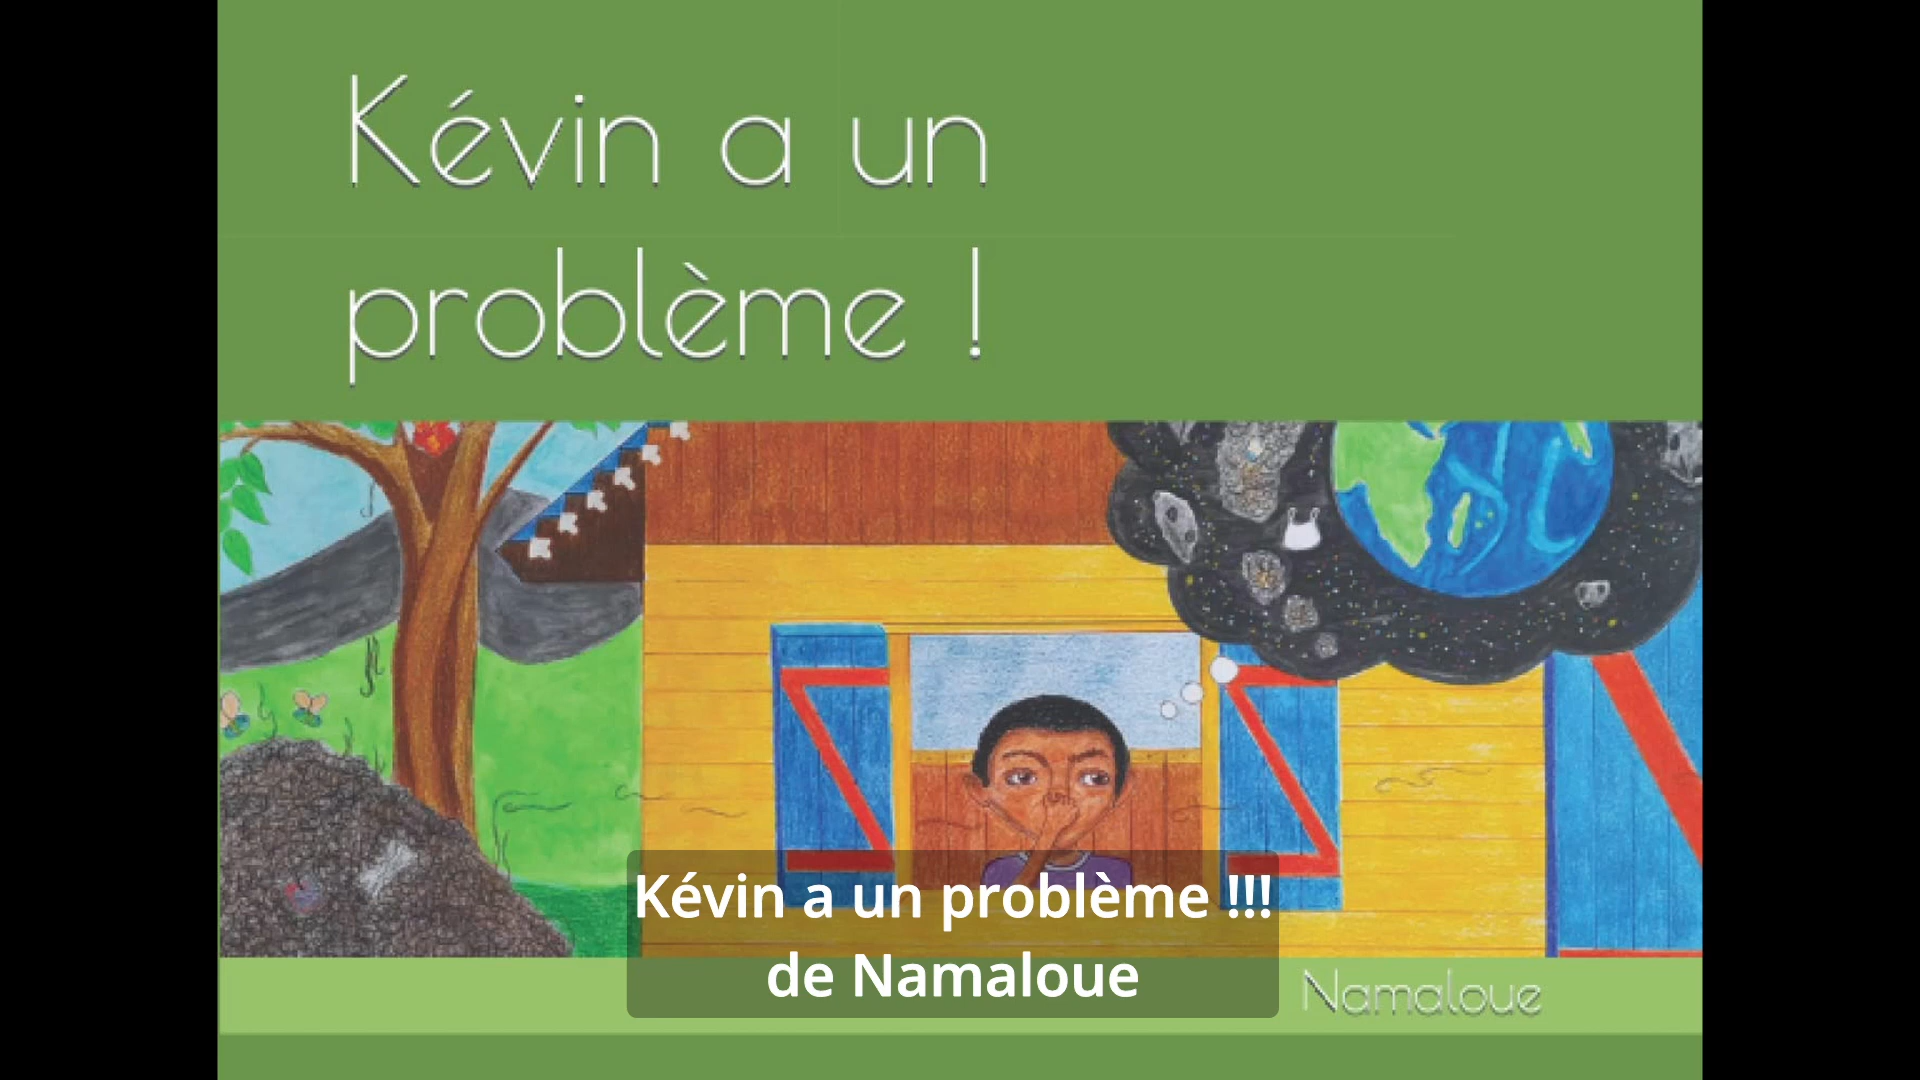 Kévin a un
problème !
Kévin a un problème !!!
de Namaloue
Namaloue